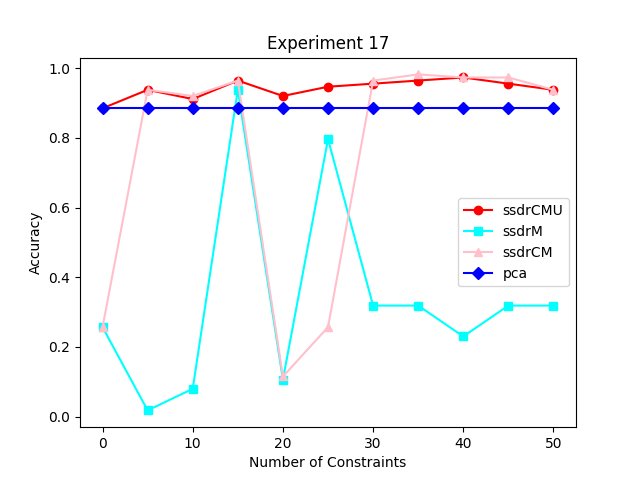 Experiment 17
1.0
0.8
0.6
0.4
0.2
0.0
Accuracy
ssdrCMU
ssdrM
ssdrCM
pca
0 10 20 30 40 50
Number of Constraints